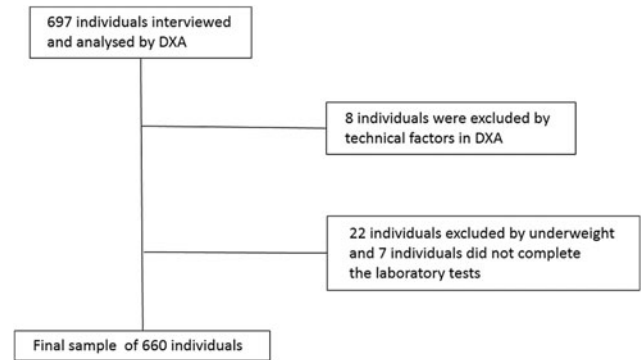 697 individuals interviewed
and analysed by DXA
8 individuals were excluded by
technical factors in DXA
22 individuals excluded by underweight
and 7 individuals did not complete
the laboratory tests
Final sample of 660 individuals